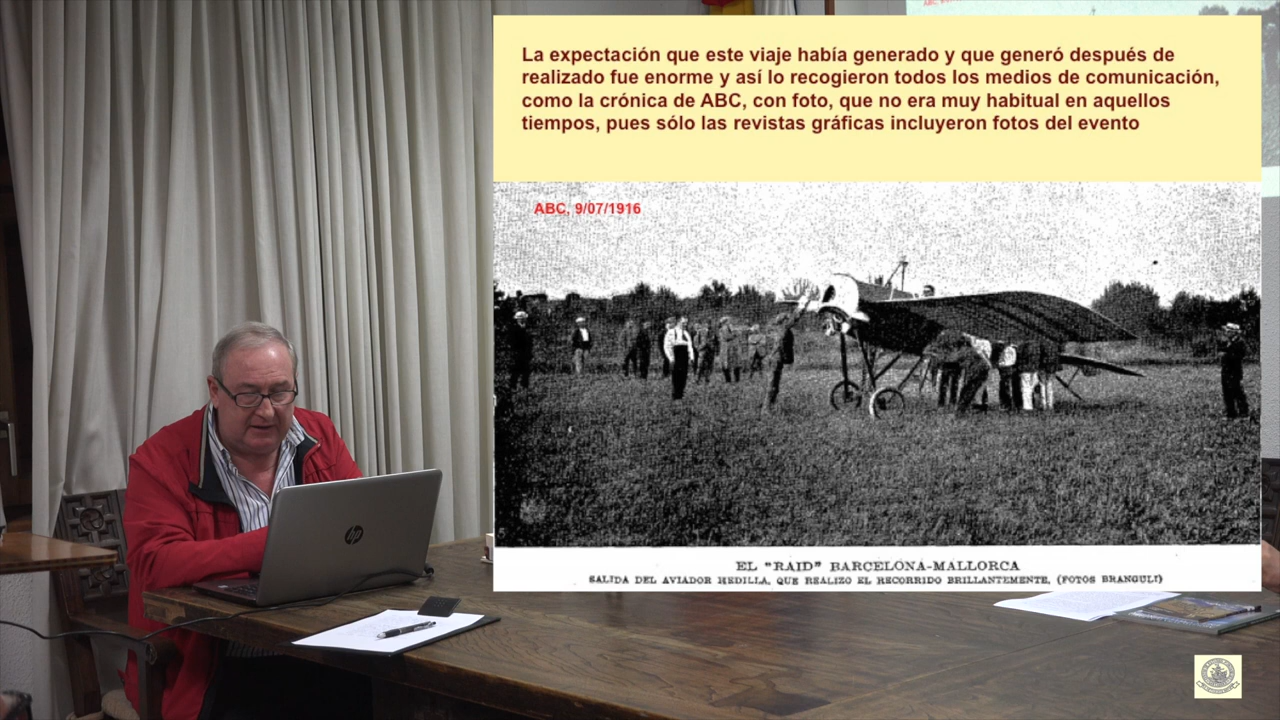 La expectación que este viaje había generado y que generó después de
realizado fue enorme y así lo recogieron todos los medios de comunicación,
como la crónica de ABC, con foto, que no era muy habitual en aquellos
tiempos, pues sólo las revistas gráficas incluyeron fotos del evento
ABC, 9/07/1916
EL "RAID" BARCELONA-MALLORCA
SALIDA DEL AVIADOR HEDILLA, QUE REALIZO EL RECORRIDO BRILLANTEMENTE. (FOTOS BRANGULI)
hp